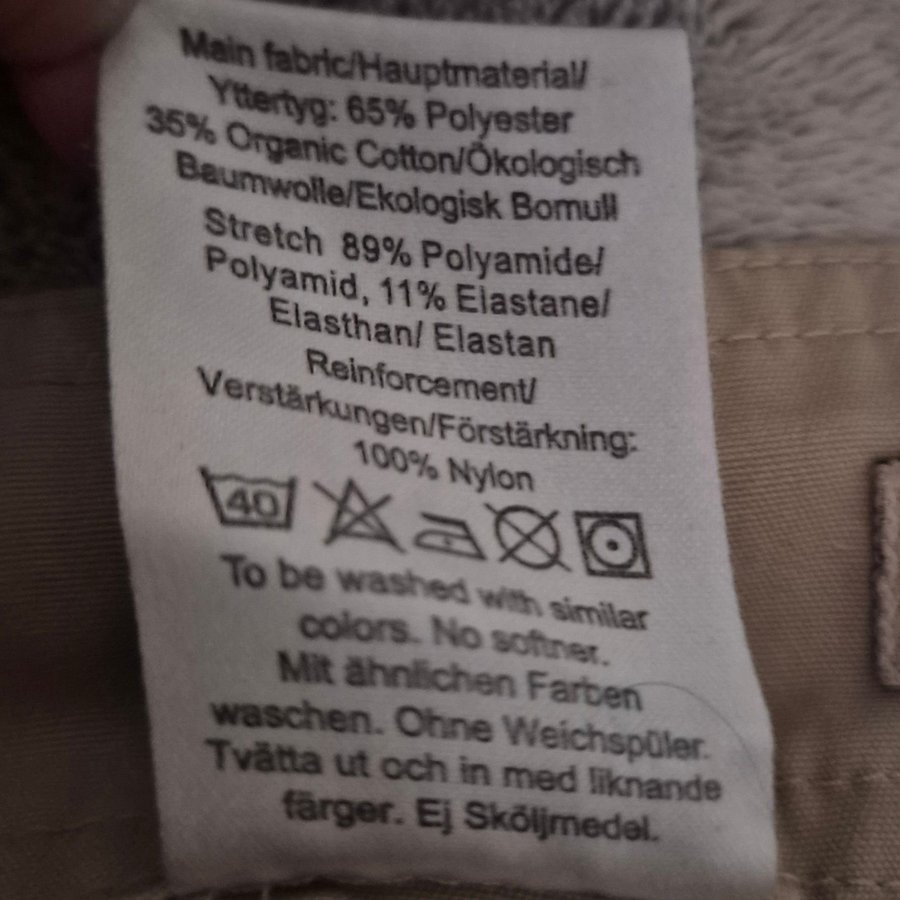 Main fabric/Hauptmaterial/
Yttertyg: 65% Polyester
35% Organic Cotton/Ökologisch
Baumwolle/Ekologisk Bomull
Stretch 89% Polyamide/
Polyamid, 11% Elastane/
Elasthan/ Elastan
Reinforcement/
Verstärkungen/Förstärkning:
100% Nylon
40
To be washed with similar
colors. No softner.
Mit ähnlichen Farben
waschen. Ohne Weichspüler.
Tvätta ut och in med liknande
färger. Ej Sköljmedel.